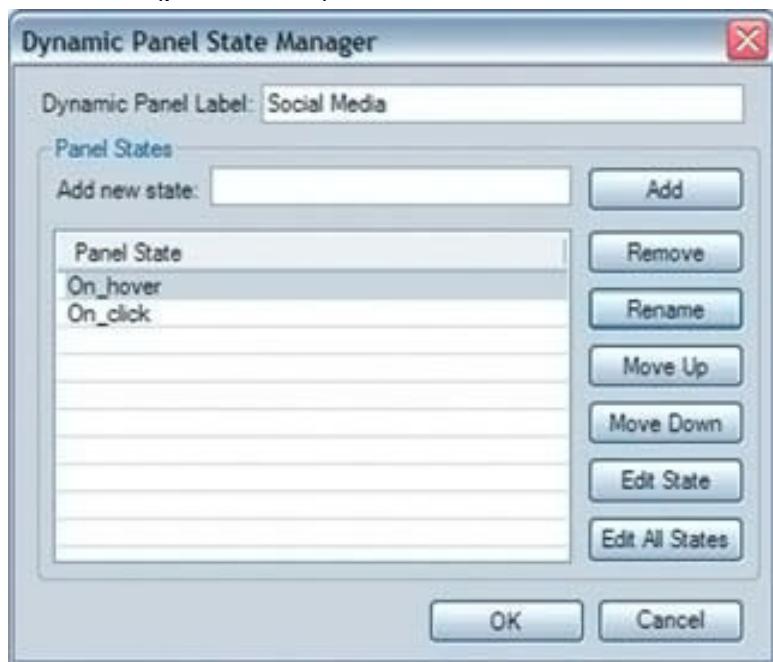 Dynamic Panel State Manager
Dynamic Panel Label: Social Media
Panel States
Add new state:
Add
Panel State
Remove
On_hover
On_click
Rename
Move Up
Move Down
Edit State
Edit All States
OK Cancel